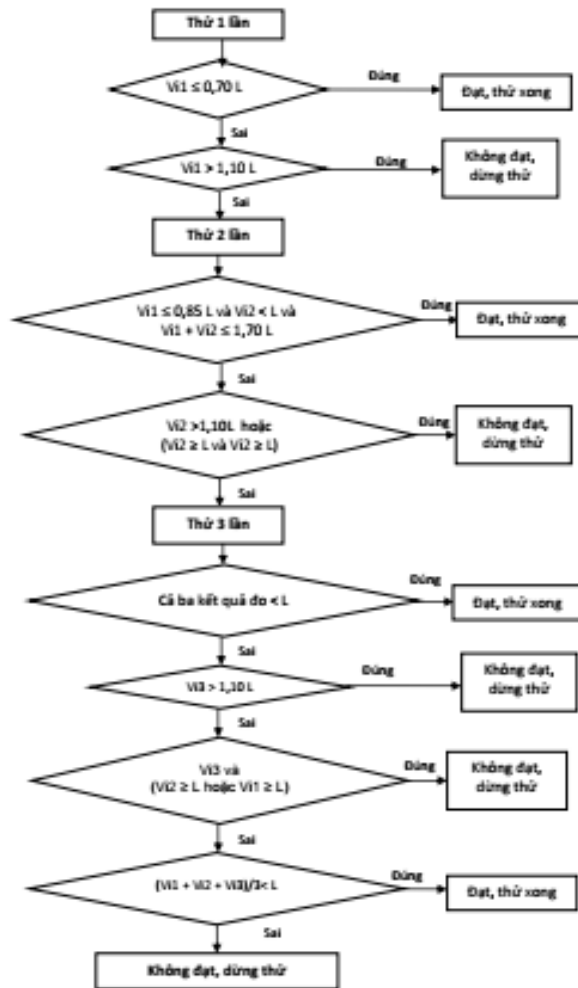 Thử 1 lần
Vi1 ≤ 0,70 L
Đúng
Đạt, thử xong
Sai
Vi1 > 1,10 L
Đúng
Không đạt,
dừng thử
Sai
Thử 2 lần
Vi1 ≤ 0,85 L và Vi2 < L và
Vi1 + Vi2 ≤ 1,70 L
Đúng
Đạt, thử xong
Sai
Vi2 >1,10L hoặc
(Vi2 ≥ L và Vi2 ≥ L)
Đúng
Không đạt,
dừng thử
Sai
Thử 3 lần
Cả ba kết quả đo < L
Đúng
Đạt, thử xong
Sai
Vi3 > 1,10 L
Đúng
Không đạt,
dừng thử
Sai
Vi3 và
(Vi2 ≥ L hoặc Vi1 ≥ L)
Đúng
Không đạt,
dừng thử
Sai
(Vi1 + Vi2 + Vi3)/3< L
Đúng
Đạt, thử xong
Sai
Không đạt, dừng thử